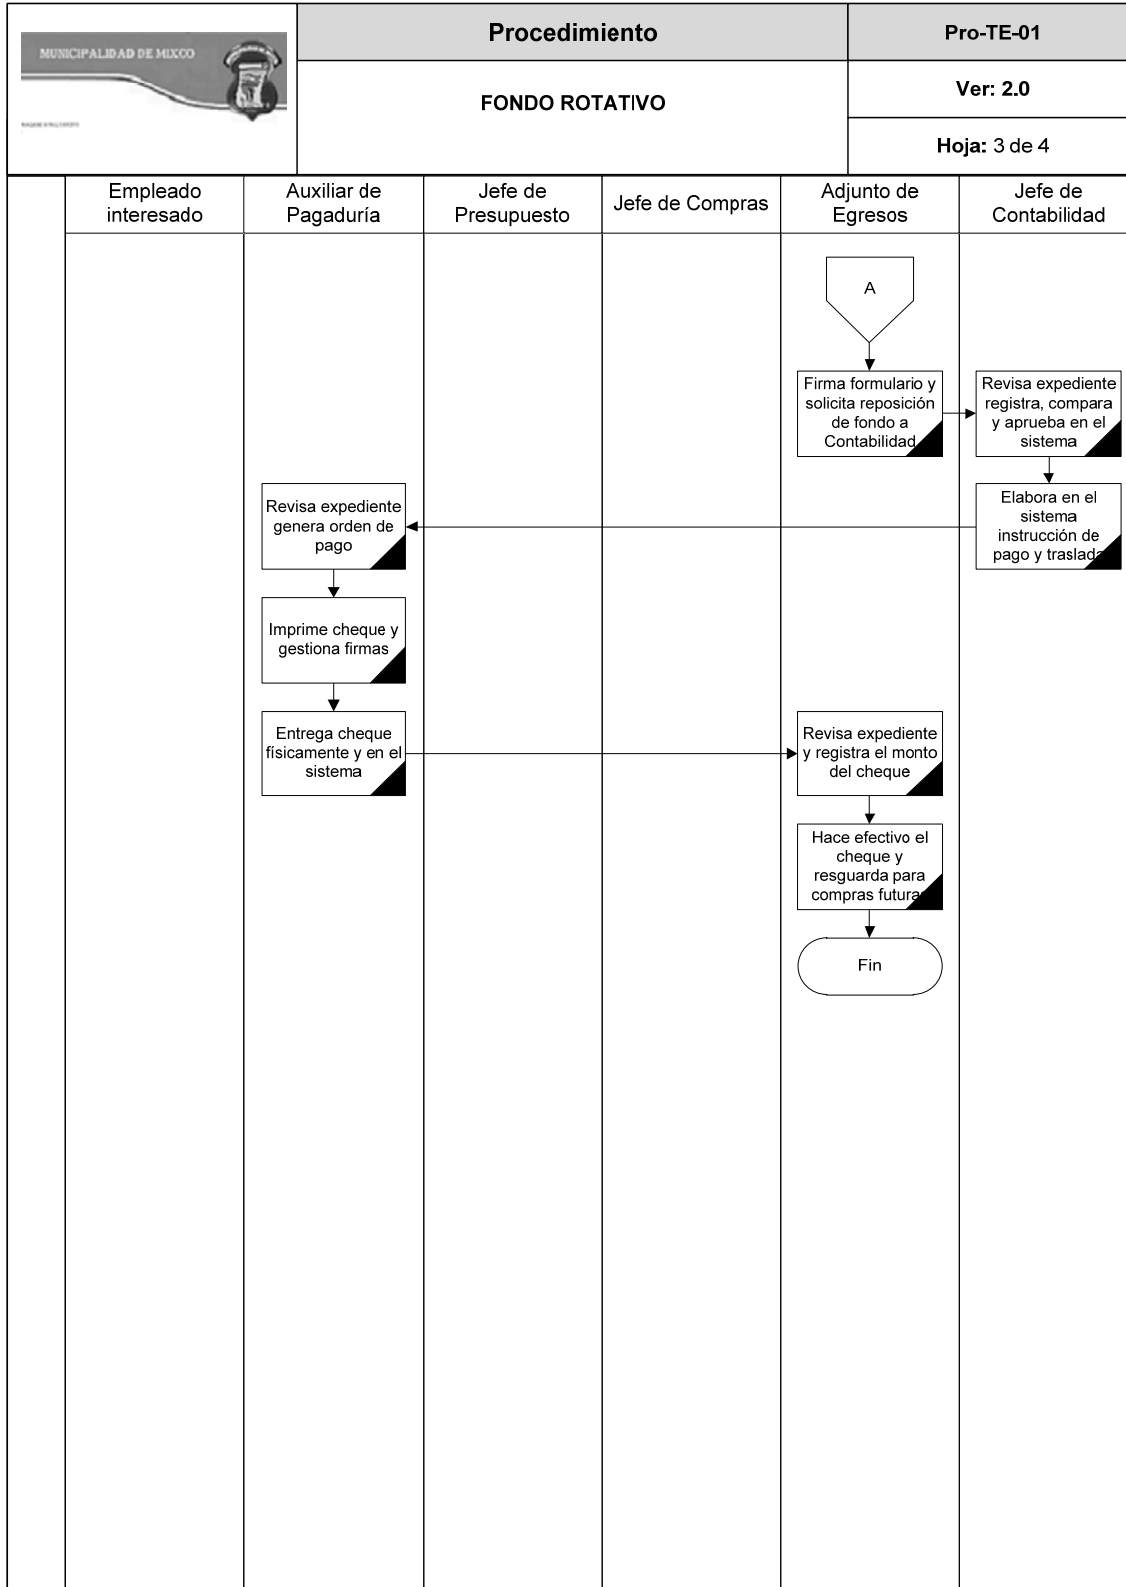 MUNICIPALIDAD DE MIXCO
Procedimiento
Pro-TE-01
FONDO ROTATIVO
Ver: 2.0
Hoja: 3 de 4
Empleado
interesado
Auxiliar de
Pagaduría
Jefe de
Presupuesto
Jefe de Compras
Adjunto de
Egresos
Jefe de
Contabilidad
A
Firma formulario y
solicita reposición
de fondo a
Contabilidad
Revisa expediente
registra, compara
y aprueba en el
sistema
Elabora en el
sistema
instrucción de
pago y traslada
Revisa expediente
genera orden de
pago
Imprime cheque y
gestiona firmas
Entrega cheque
físicamente y en el
sistema
Revisa expediente
y registra el monto
del cheque
Hace efectivo el
cheque y
resguarda para
compras futuras
Fin